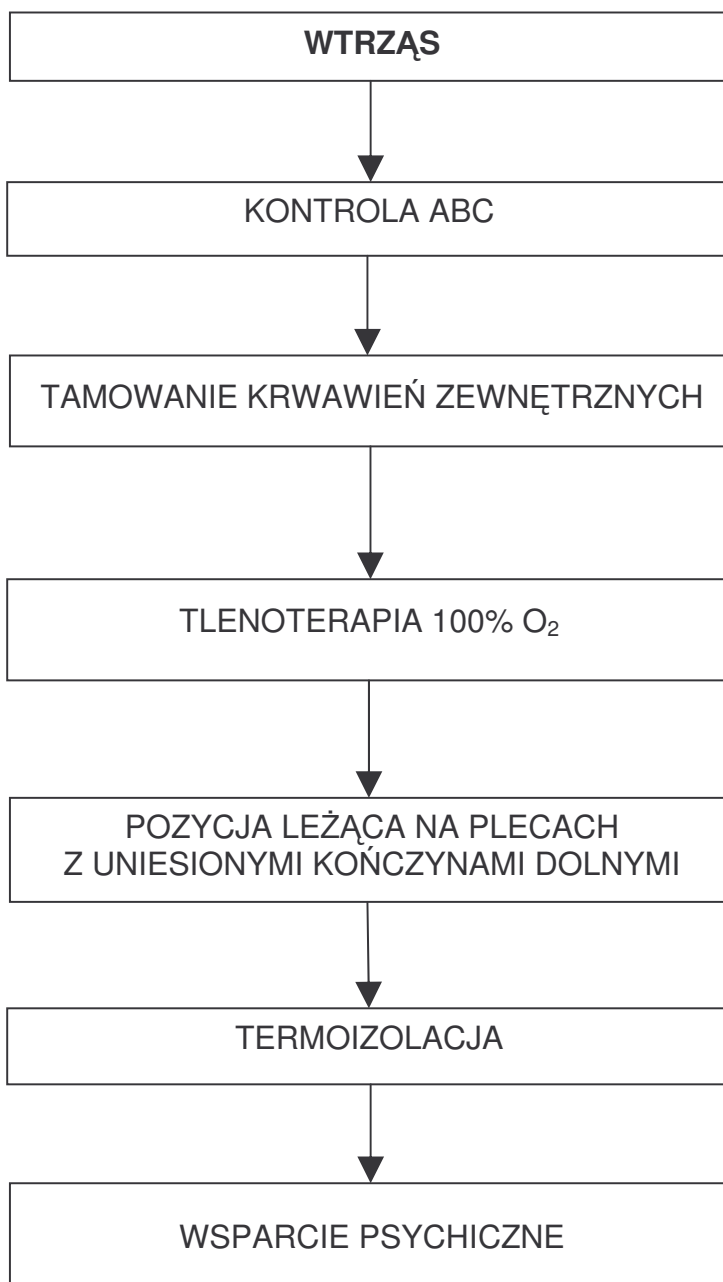 WTRZĄS
KONTROLA ABC
TAMOWANIE KRWAWIEŃ ZEWNĘTRZNYCH
TLENOTERAPIA 100% O₂
POZYCJA LEŻĄCA NA PLECACH
Z UNIESIONYMI KOŃCZYNAMI DOLNYMI
TERMOIZOLACJA
WSPARCIE PSYCHICZNE